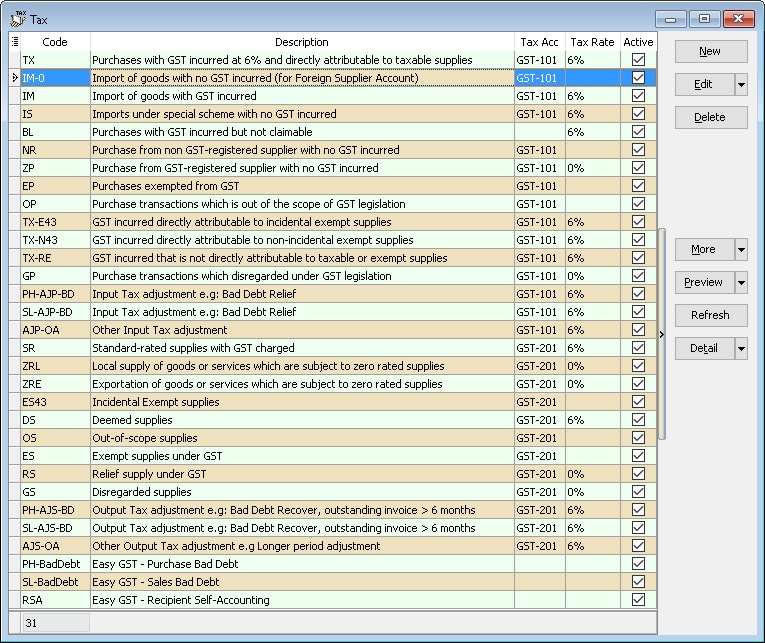 TAX Tax
Code Description Tax Acc Tax Rate Active
TX Purchases with GST incurred at 6% and directly attributable to taxable supplies GST-101 6%
IM-0 Import of goods with no GST incurred (for Foreign Supplier Account) GST-101
IM Import of goods with GST incurred GST-101 6%
IS Imports under special scheme with no GST incurred GST-101 6%
BL Purchases with GST incurred but not claimable 6%
NR Purchase from non GST-registered supplier with no GST incurred GST-101
ZP Purchase from GST-registered supplier with no GST incurred GST-101 0%
EP Purchases exempted from GST GST-101
OP Purchase transactions which is out of the scope of GST legislation GST-101
TX-E43 GST incurred directly attributable to incidental exempt supplies GST-101 6%
TX-N43 GST incurred directly attributable to non-incidental exempt supplies GST-101 6%
TX-RE GST incurred that is not directly attributable to taxable or exempt supplies GST-101 6%
GP Purchase transactions which disregarded under GST legislation GST-101 0%
PH-AJP-BD Input Tax adjustment e.g: Bad Debt Relief GST-101 6%
SL-AJP-BD Input Tax adjustment e.g: Bad Debt Relief GST-101 6%
AJP-OA Other Input Tax adjustment GST-101 6%
SR Standard-rated supplies with GST charged GST-201 6%
ZRL Local supply of goods or services which are subject to zero rated supplies GST-201 0%
ZRE Exportation of goods or services which are subject to zero rated supplies GST-201 0%
ES43 Incidental Exempt supplies GST-201
DS Deemed supplies GST-201 6%
OS Out-of-scope supplies GST-201
ES Exempt supplies under GST GST-201
RS Relief supply under GST GST-201 0%
GS Disregarded supplies GST-201 0%
PH-AJS-BD Output Tax adjustment e.g: Bad Debt Recover, outstanding invoice > 6 months GST-201 6%
SL-AJS-BD Output Tax adjustment e.g: Bad Debt Recover, outstanding invoice > 6 months GST-201 6%
AJS-OA Other Output Tax adjustment e.g Longer period adjustment GST-201 6%
PH-BadDebt Easy GST - Purchase Bad Debt
SL-BadDebt Easy GST - Sales Bad Debt
RSA Easy GST - Recipient Self-Accounting
31
New
Edit
Delete
More
Preview
Refresh
Detail